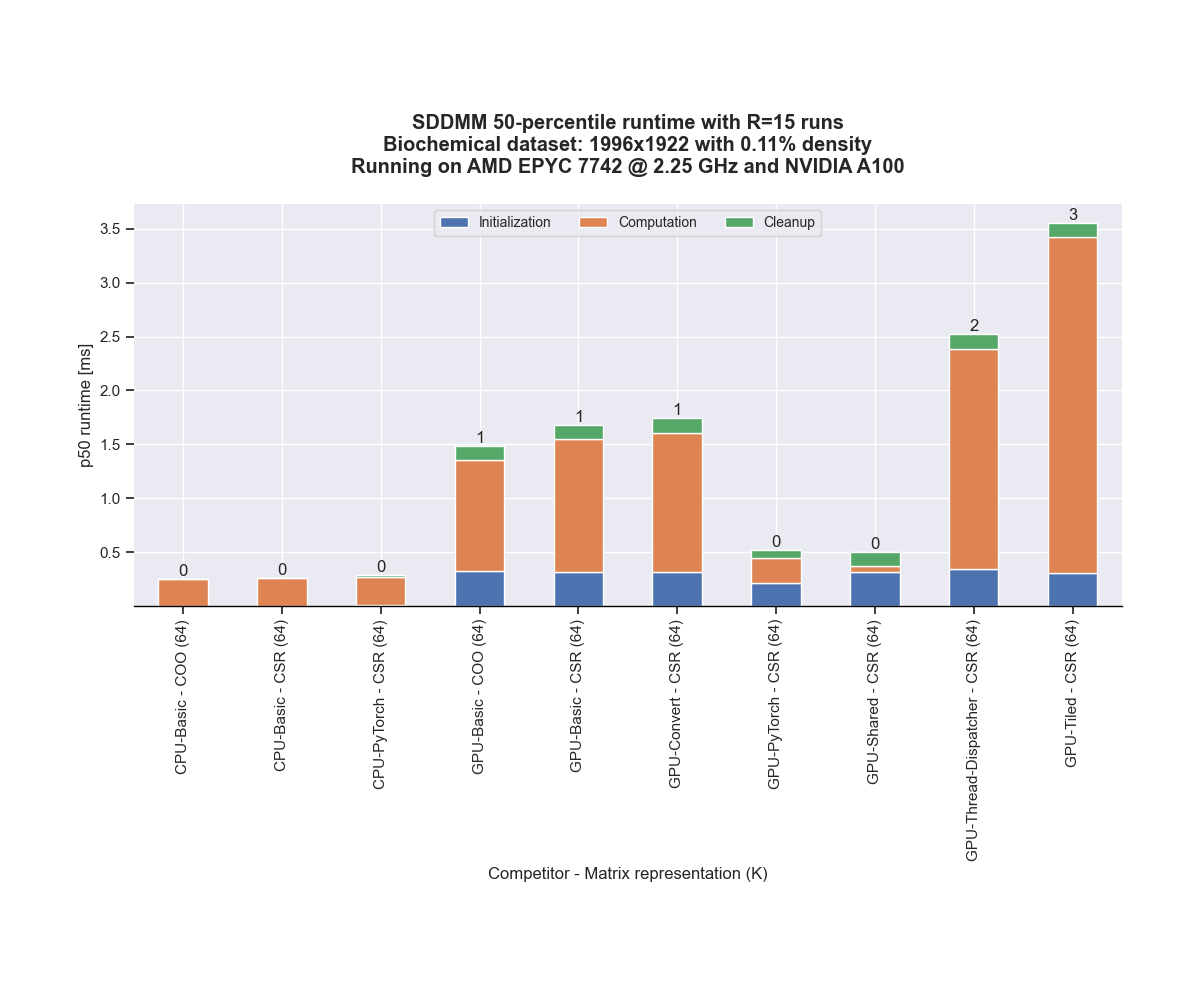 SDDMM 50-percentile runtime with R=15 runs
Biochemical dataset: 1996x1922 with 0.11% density
Running on AMD EPYC 7742 @ 2.25 GHz and NVIDIA A100
Initialization Computation Cleanup
p50 runtime [ms]
3.5
3.0
2.5
2.0
1.5
1.0
0.5
0 0 0 1 1 1 0 0 2 3
CPU-Basic - COO (64)
CPU-Basic - CSR (64)
CPU-PyTorch - CSR (64)
GPU-Basic - COO (64)
GPU-Basic - CSR (64)
GPU-Convert - CSR (64)
GPU-PyTorch - CSR (64)
GPU-Shared - CSR (64)
GPU-Thread-Dispatcher - CSR (64)
GPU-Tiled - CSR (64)
Competitor - Matrix representation (K)